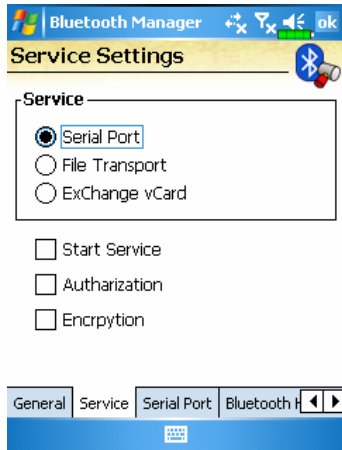 Bluetooth Manager ok
Service Settings
Service
Serial Port
File Transport
ExChange vCard
Start Service
Autharization
Encrpytion
General Service Serial Port Bluetooth